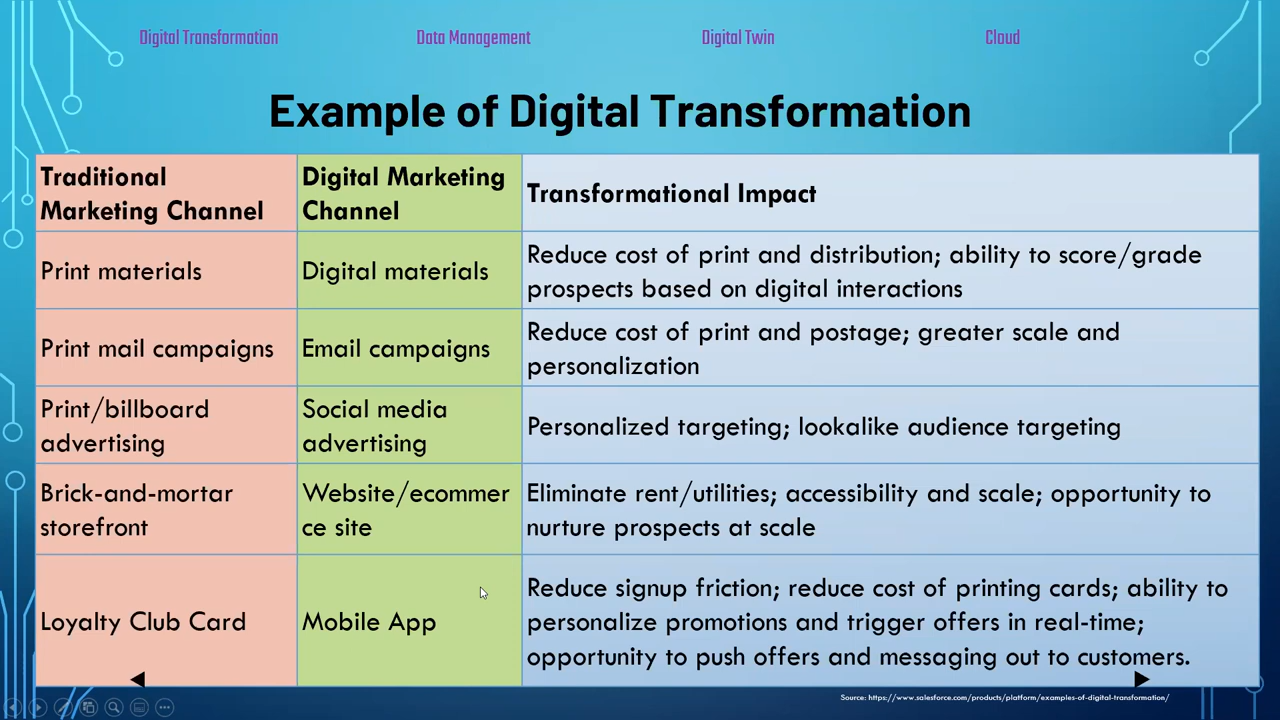 Digital Transformation
Data Management
Digital Twin
Cloud
Example of Digital Transformation
Traditional
Marketing Channel
Digital Marketing
Channel
Transformational Impact
Print materials
Digital materials
Reduce cost of print and distribution; ability to score/grade
prospects based on digital interactions
Print mail campaigns
Email campaigns
Reduce cost of print and postage; greater scale and
personalization
Print/billboard
advertising
Social media
advertising
Personalized targeting; lookalike audience targeting
Brick-and-mortar
storefront
Website/ecommer
ce site
Eliminate rent/utilities; accessibility and scale; opportunity to
nurture prospects at scale
Loyalty Club Card
Mobile App
Reduce signup friction; reduce cost of printing cards; ability to
personalize promotions and trigger offers in real-time;
opportunity to push offers and messaging out to customers.
Source: https://www.salesforce.com/products/platform/examples-of-digital-transformation/